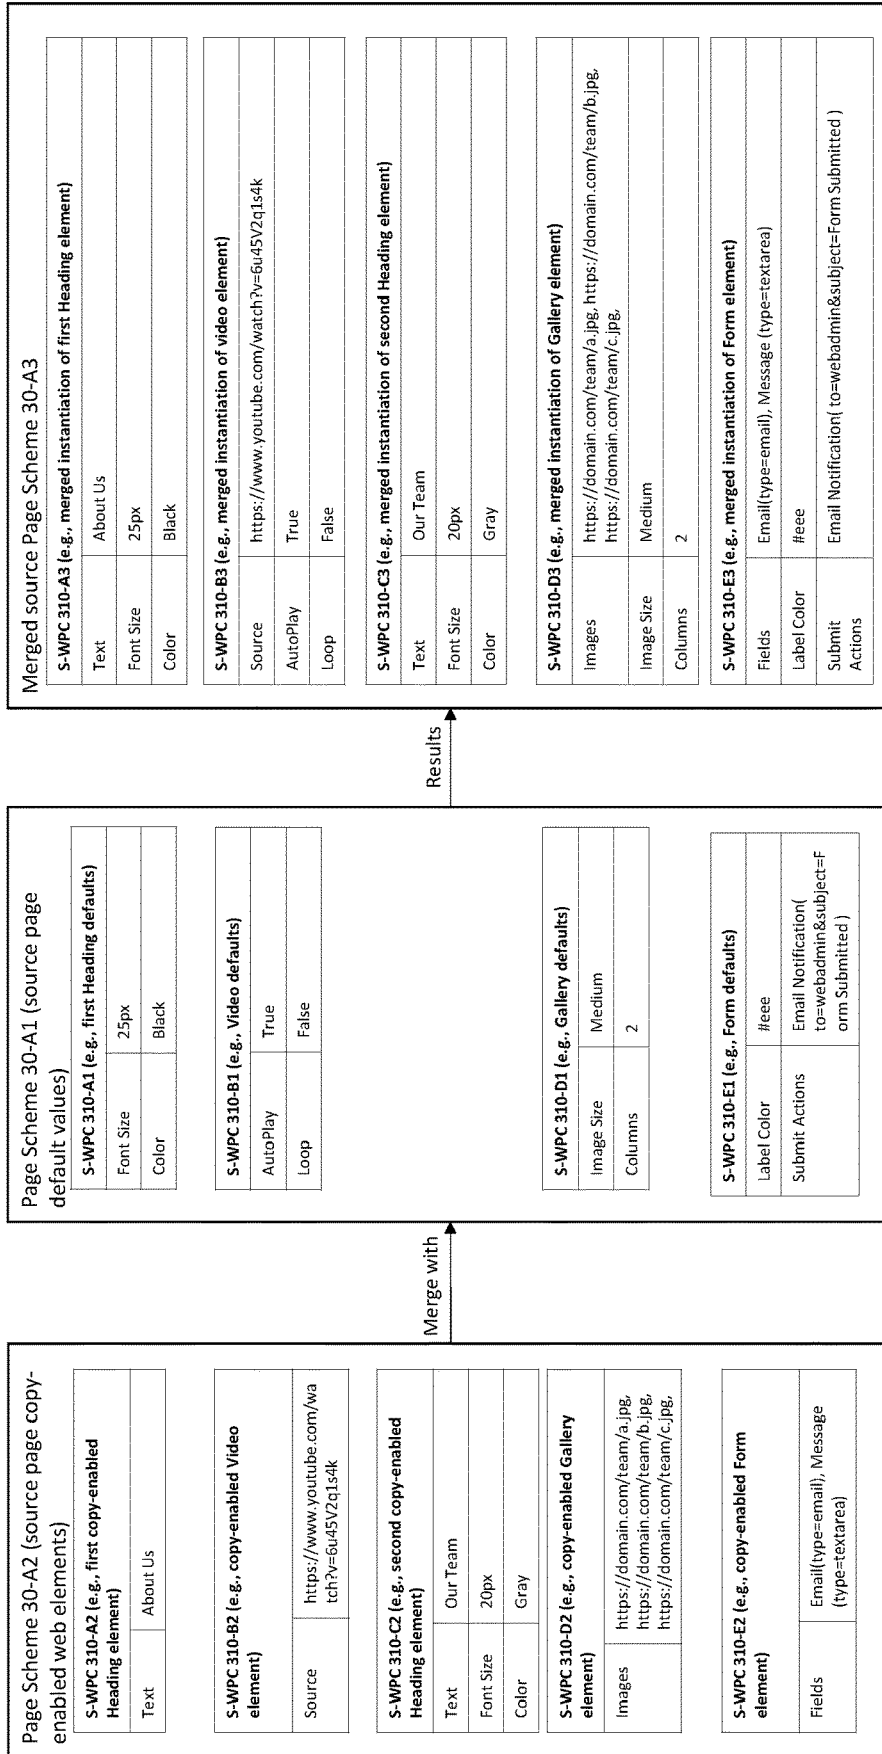 Page Scheme 30-A2 (source page copy-
enabled web elements)
S-WPC 310-A2 (e.g., first copy-enabled
Heading element)
Text About Us
S-WPC 310-B2 (e.g., copy-enabled Video
element)
Source https://www.youtube.com/wa
tch?v=6u45V2q1s4k
S-WPC 310-C2 (e.g., second copy-enabled
Heading element)
Text Our Team
Font Size 20px
Color Gray
S-WPC 310-D2 (e.g., copy-enabled Gallery
element)
Images https://domain.com/team/a.jpg,
https://domain.com/team/b.jpg,
https://domain.com/team/c.jpg,
S-WPC 310-E2 (e.g., copy-enabled Form
element)
Fields Email(type=email), Message
(type=textarea)
Merge with
Page Scheme 30-A1 (source page
default values)
S-WPC 310-A1 (e.g., first Heading defaults)
Font Size 25px
Color Black
S-WPC 310-B1 (e.g., Video defaults)
AutoPlay True
Loop False
S-WPC 310-D1 (e.g., Gallery defaults)
Image Size Medium
Columns 2
S-WPC 310-E1 (e.g., Form defaults)
Label Color #eee
Submit Actions Email Notification(
to=webadmin&subject=F
orm Submitted )
Results
Merged source Page Scheme 30-A3
S-WPC 310-A3 (e.g., merged instantiation of first Heading element)
Text About Us
Font Size 25px
Color Black
S-WPC 310-B3 (e.g., merged instantiation of video element)
Source https://www.youtube.com/watch?v=6u45V2q1s4k
AutoPlay True
Loop False
S-WPC 310-C3 (e.g., merged instantiation of second Heading element)
Text Our Team
Font Size 20px
Color Gray
S-WPC 310-D3 (e.g., merged instantiation of Gallery element)
Images https://domain.com/team/a.jpg, https://domain.com/team/b.jpg,
https://domain.com/team/c.jpg,
Image Size Medium
Columns 2
S-WPC 310-E3 (e.g., merged instantiation of Form element)
Fields Email(type=email), Message (type=textarea)
Label Color #eee
Submit Email Notification( to=webadmin&subject=Form Submitted )
Actions